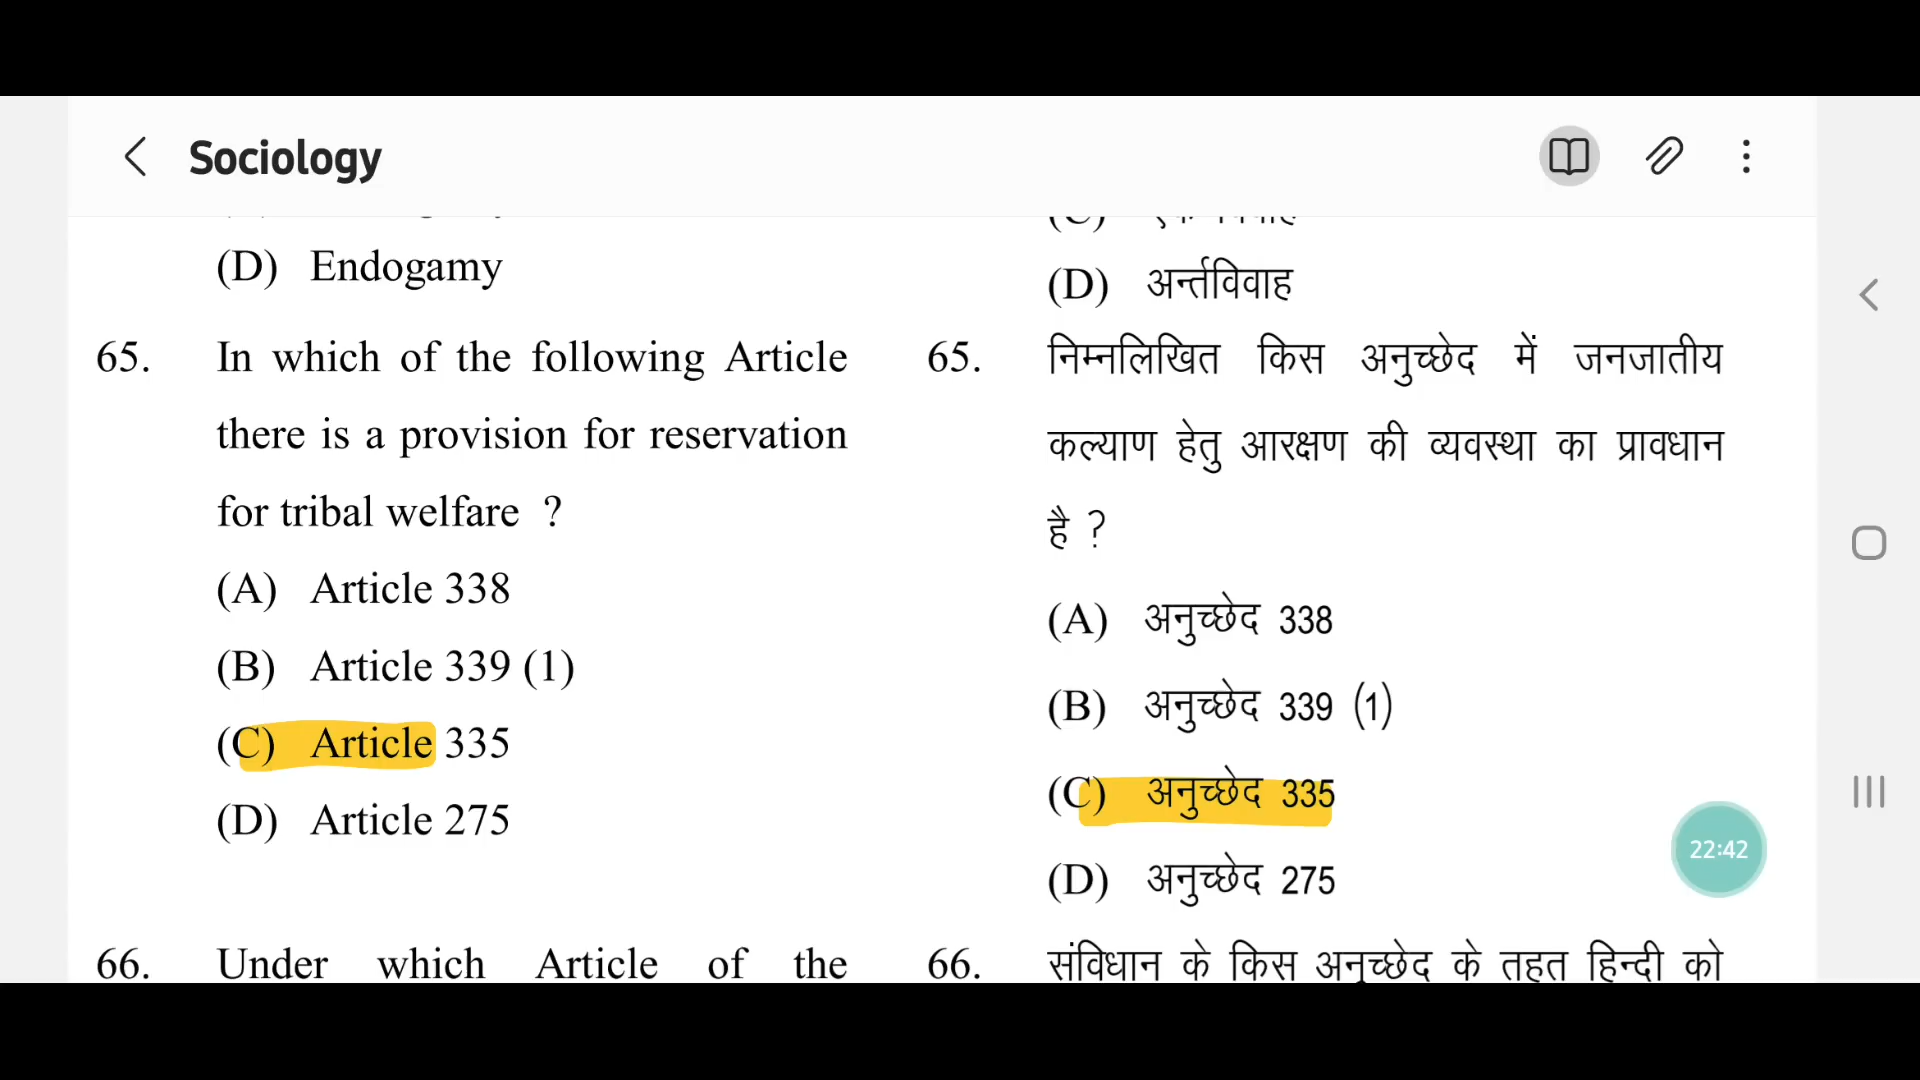 Sociology
(D) Endogamy
65. In which of the following Article
there is a provision for reservation
for tribal welfare ?
(A) Article 338
(B) Article 339 (1)
(C) Article 335
(D) Article 275
66. Under which Article of the
(D) अर्न्तविवाह
65. निम्नलिखित किस अनुच्छेद में जनजातीय
कल्याण हेतु आरक्षण की व्यवस्था का प्रावधान
है ?
(A) अनुच्छेद 338
(B) अनुच्छेद 339 (1)
(C) अनुच्छेद 335
(D) अनुच्छेद 275
66. संविधान के किस अनुच्छेद के तहत हिन्दी को
22:42